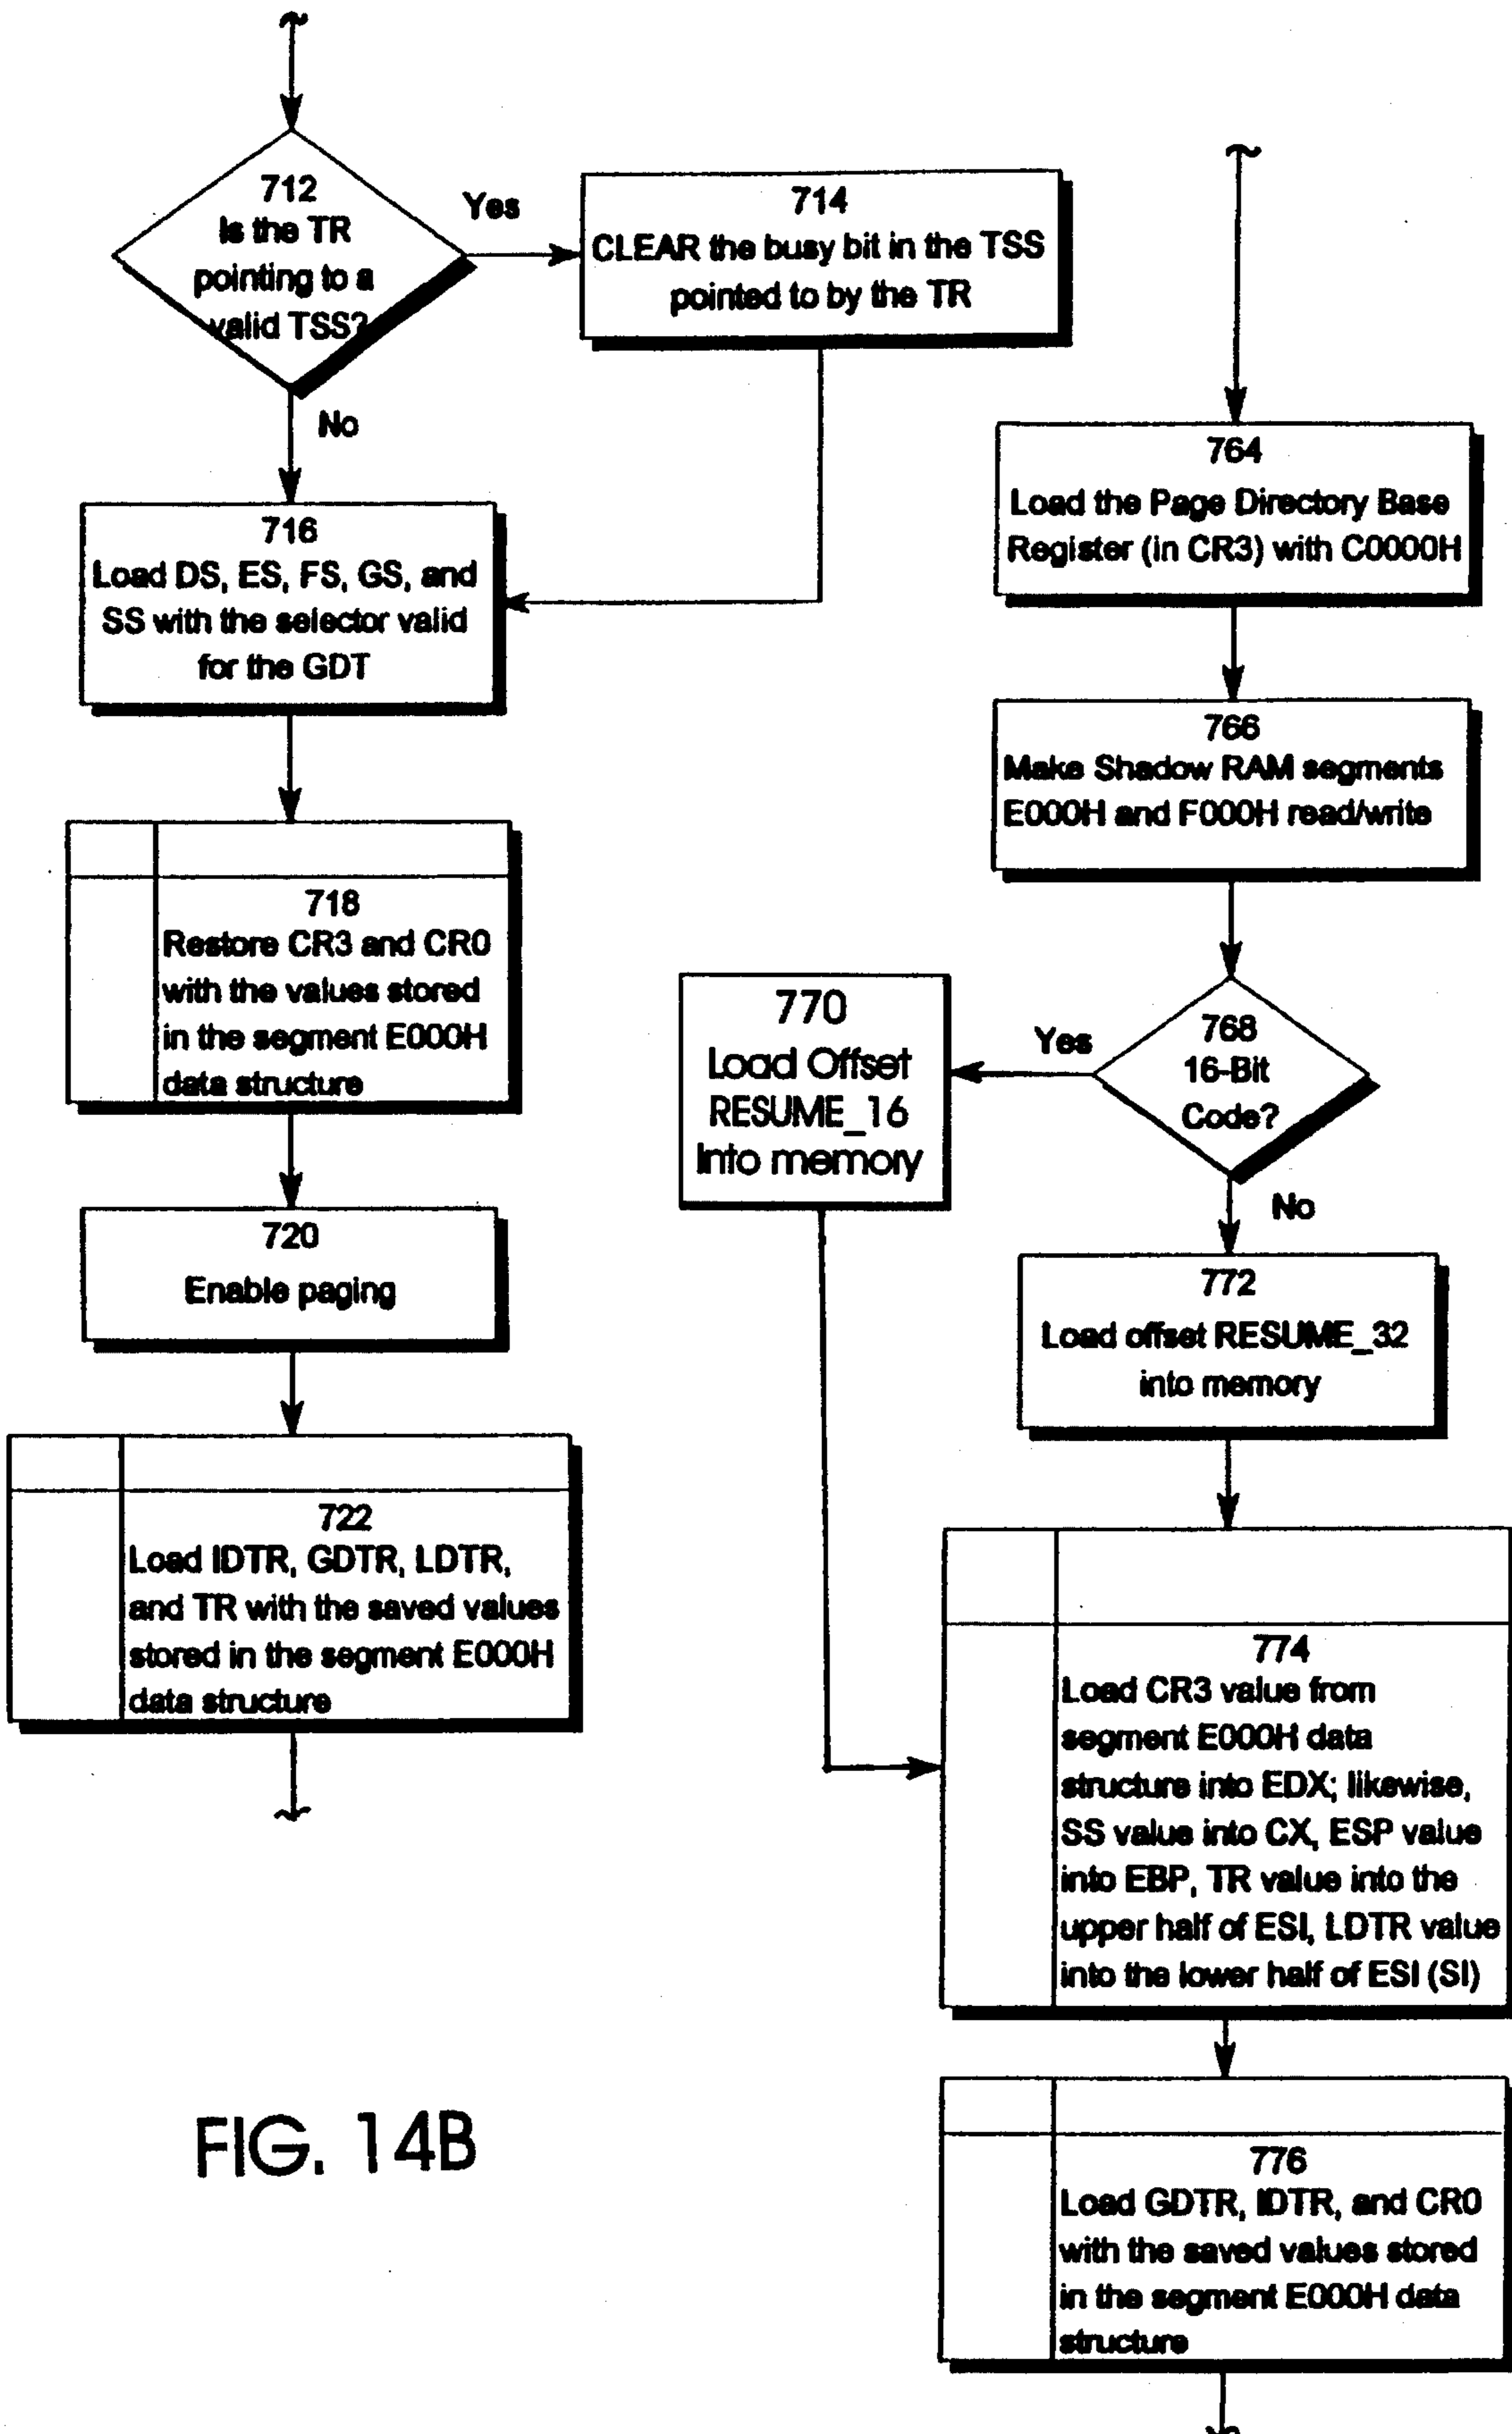 712
Is the TR
pointing to a
valid TSS?
Yes
No
714
CLEAR the busy bit in the TSS
pointed to by the TR
716
Load DS, ES, FS, GS, and
SS with the selector valid
for the GDT
718
Restore CR3 and CR0
with the values stored
in the segment E000H
data structure
720
Enable paging
722
Load IDTR, GDTR, LDTR,
and TR with the saved values
stored in the segment E000H
data structure
764
Load the Page Directory Base
Register (in CR3) with C0000H
766
Make Shadow RAM segments
E000H and F000H read/write
768
16-Bit
Code?
Yes
No
770
Load Offset
RESUME_16
Into memory
772
Load offset RESUME_32
into memory
774
Load CR3 value from
segment E000H data
structure into EDX; likewise,
SS value into CX, ESP value
into EBP, TR value into the
upper half of ESI, LDTR value
into the lower half of ESI (SI)
776
Load GDTR, IDTR, and CR0
with the saved values stored
in the segment E000H data
structure
FIG. 14B